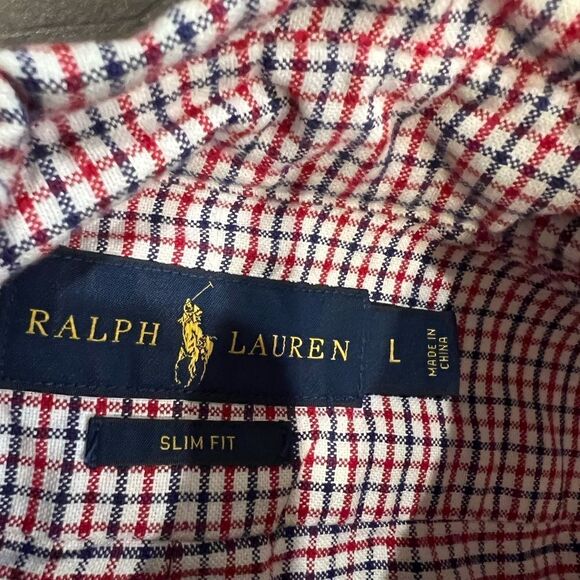 RALPH LAUREN
L
MADE IN
CHINA
SLIM FIT